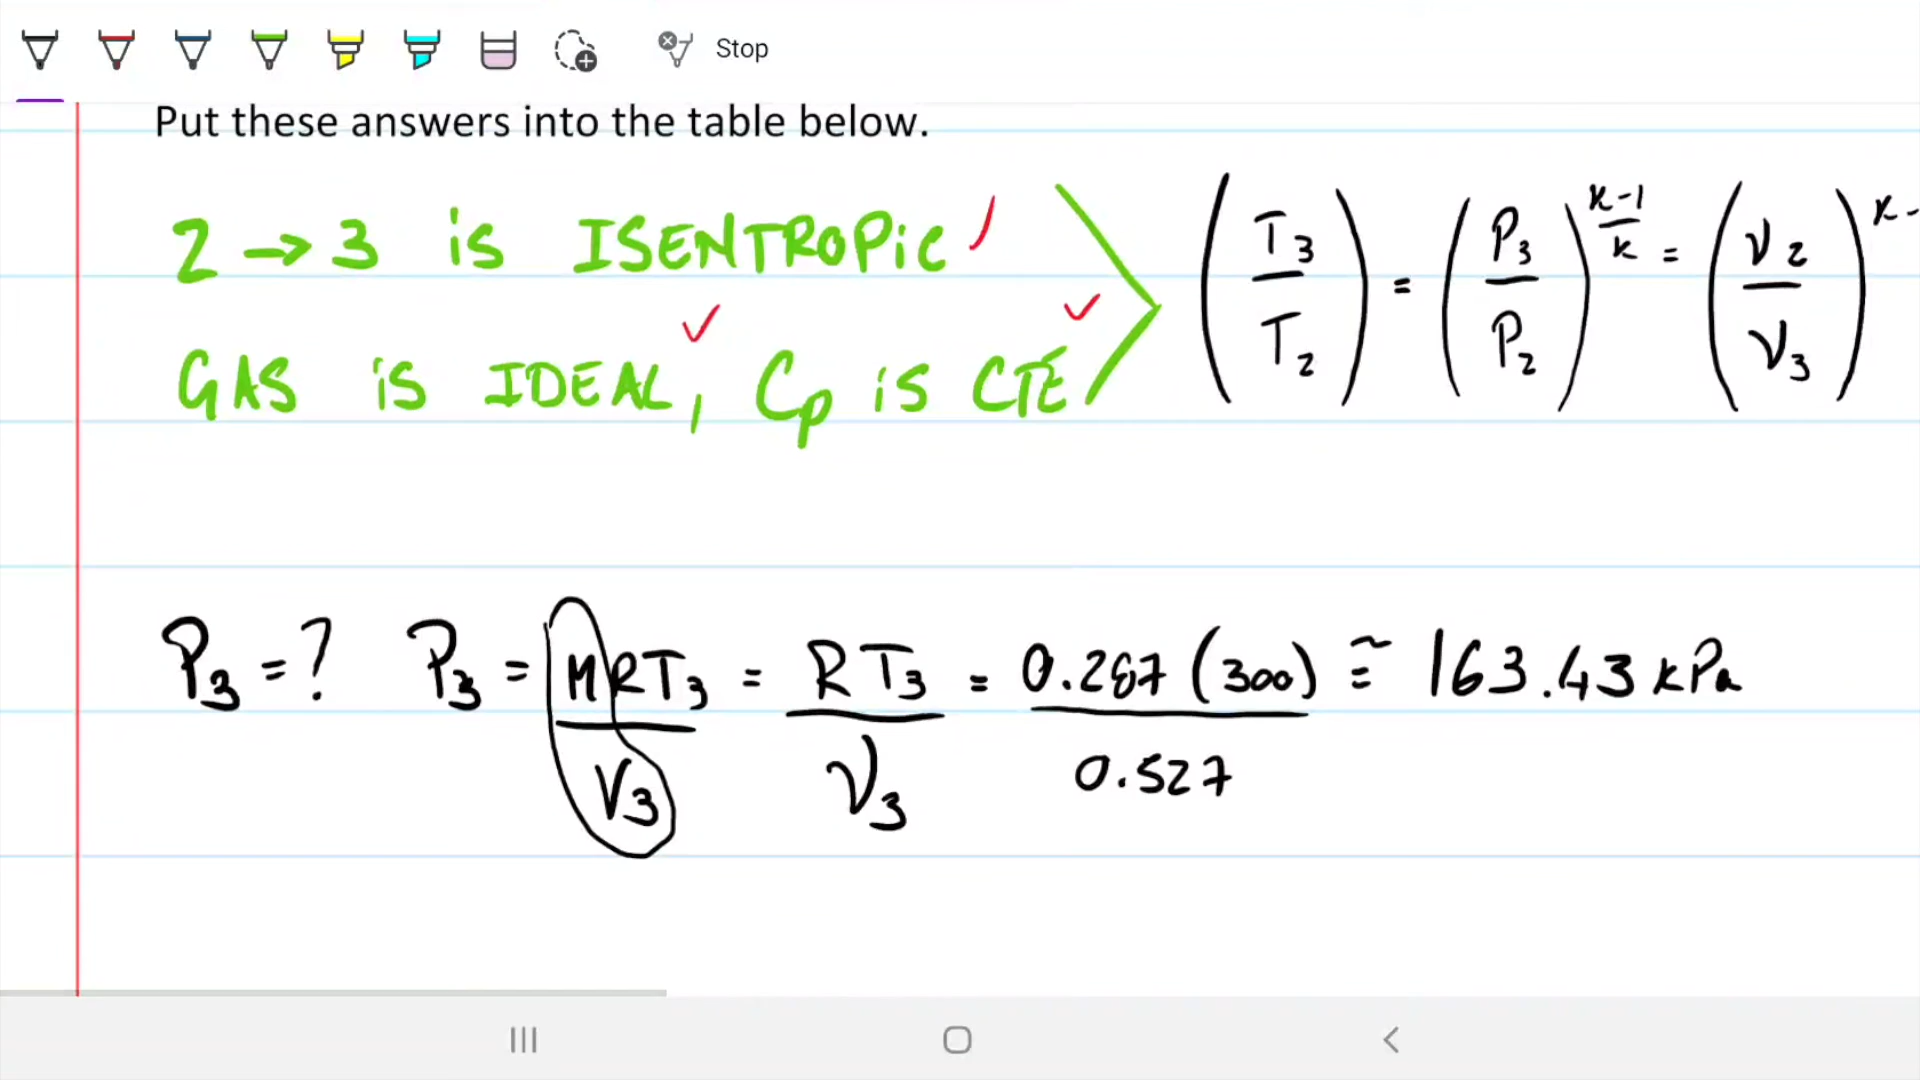 Stop
Put these answers into the table below.
2 → 3 is ISENTROPiC
GAS is IDEAL, Cp is CTE
(T3/T2) = (P3/P2)^((k-1)/k) = (v2/v3)^(k-
P3 = ? P3 = MRT3/V3 = RT3/v3 = 0.287 (300)/0.527 ≅ 163.43 kPa